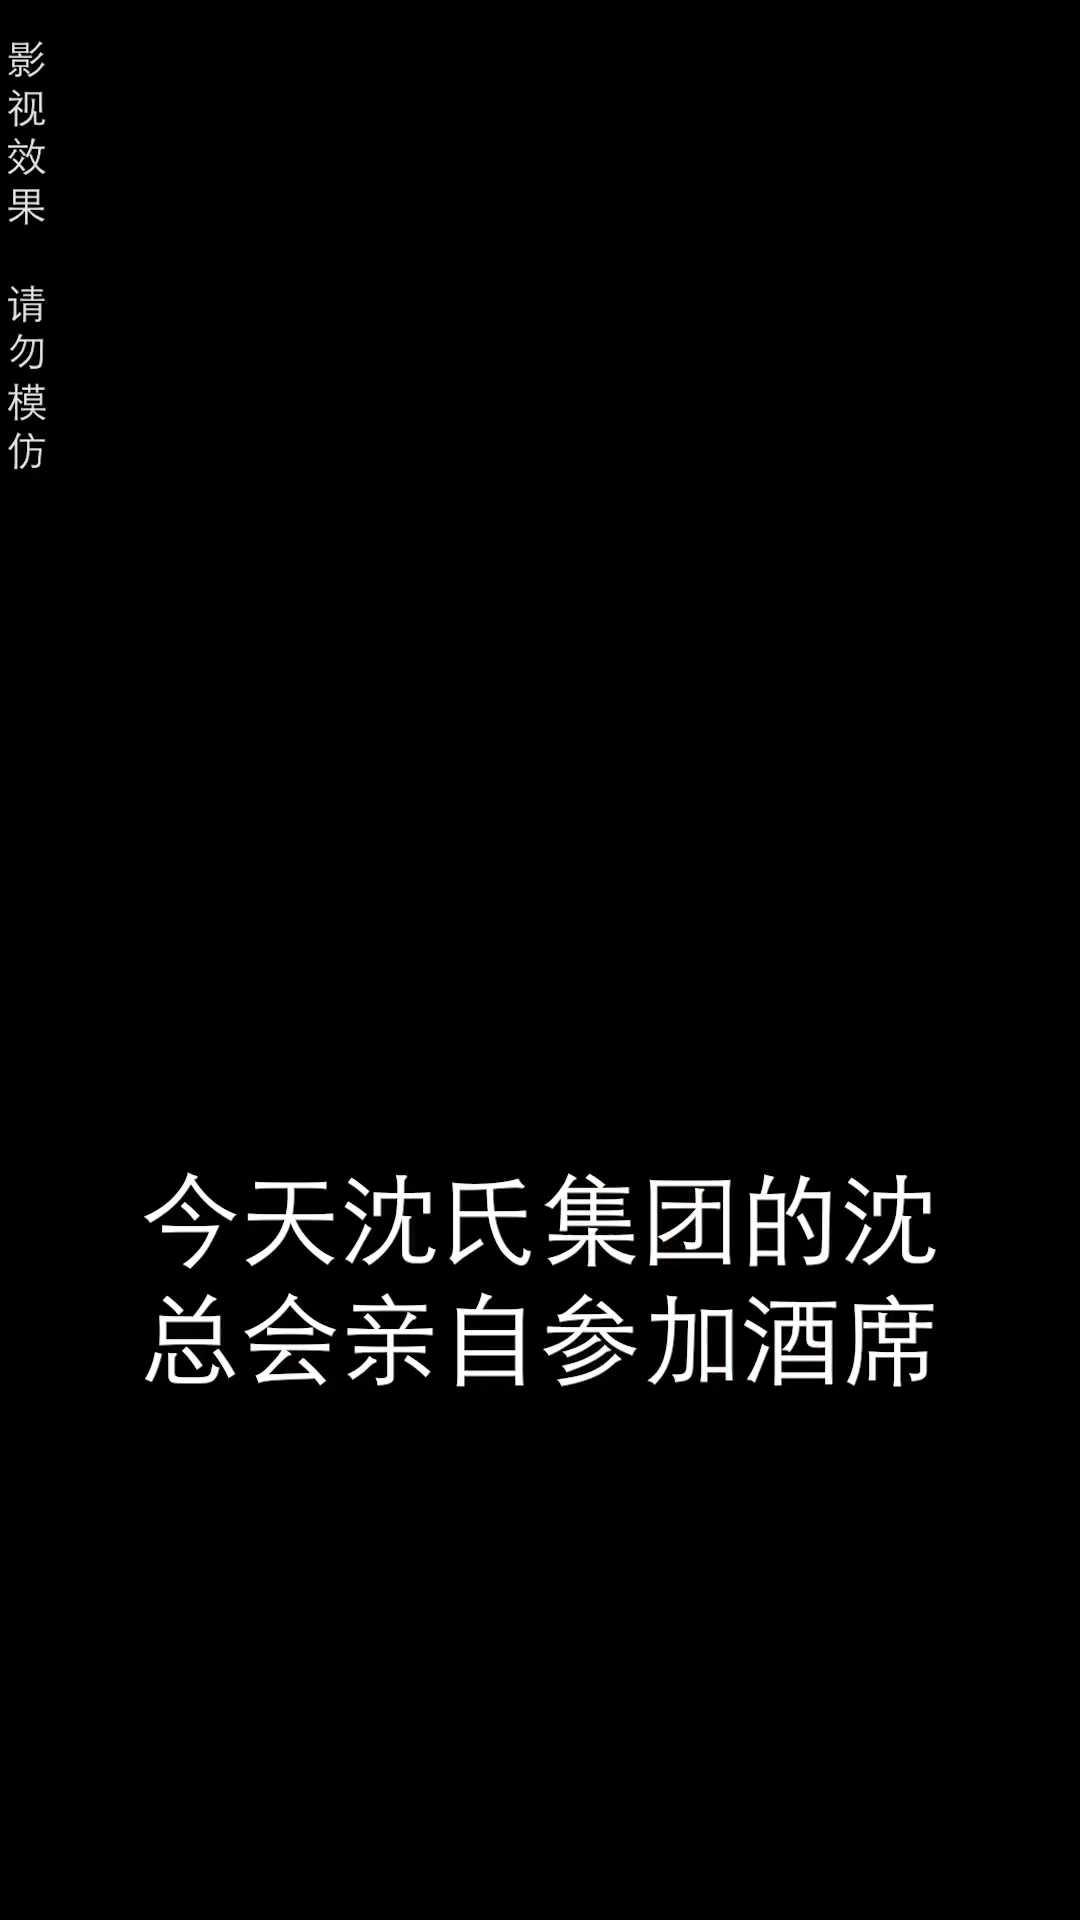 影视效果 请勿模仿
今天沈氏集团的沈
总会亲自参加酒席